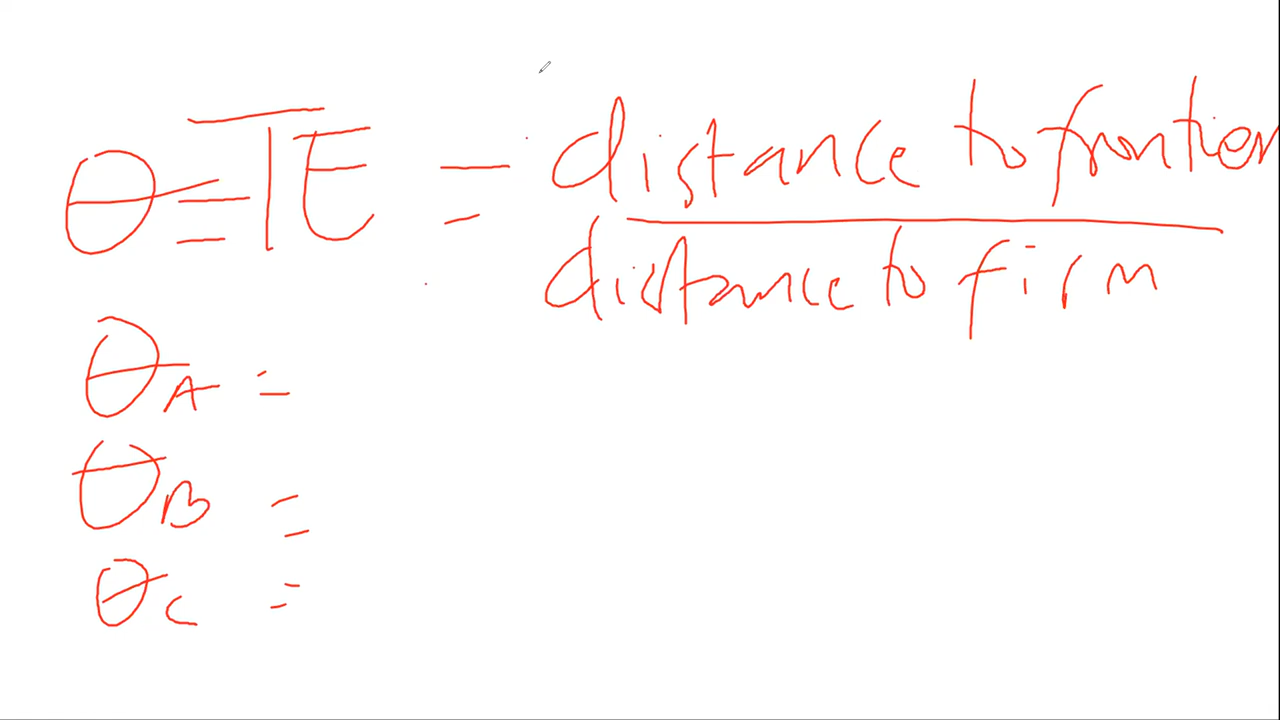 θ = TE = distance to frontier
distance to firm
θA =
θB =
θC =